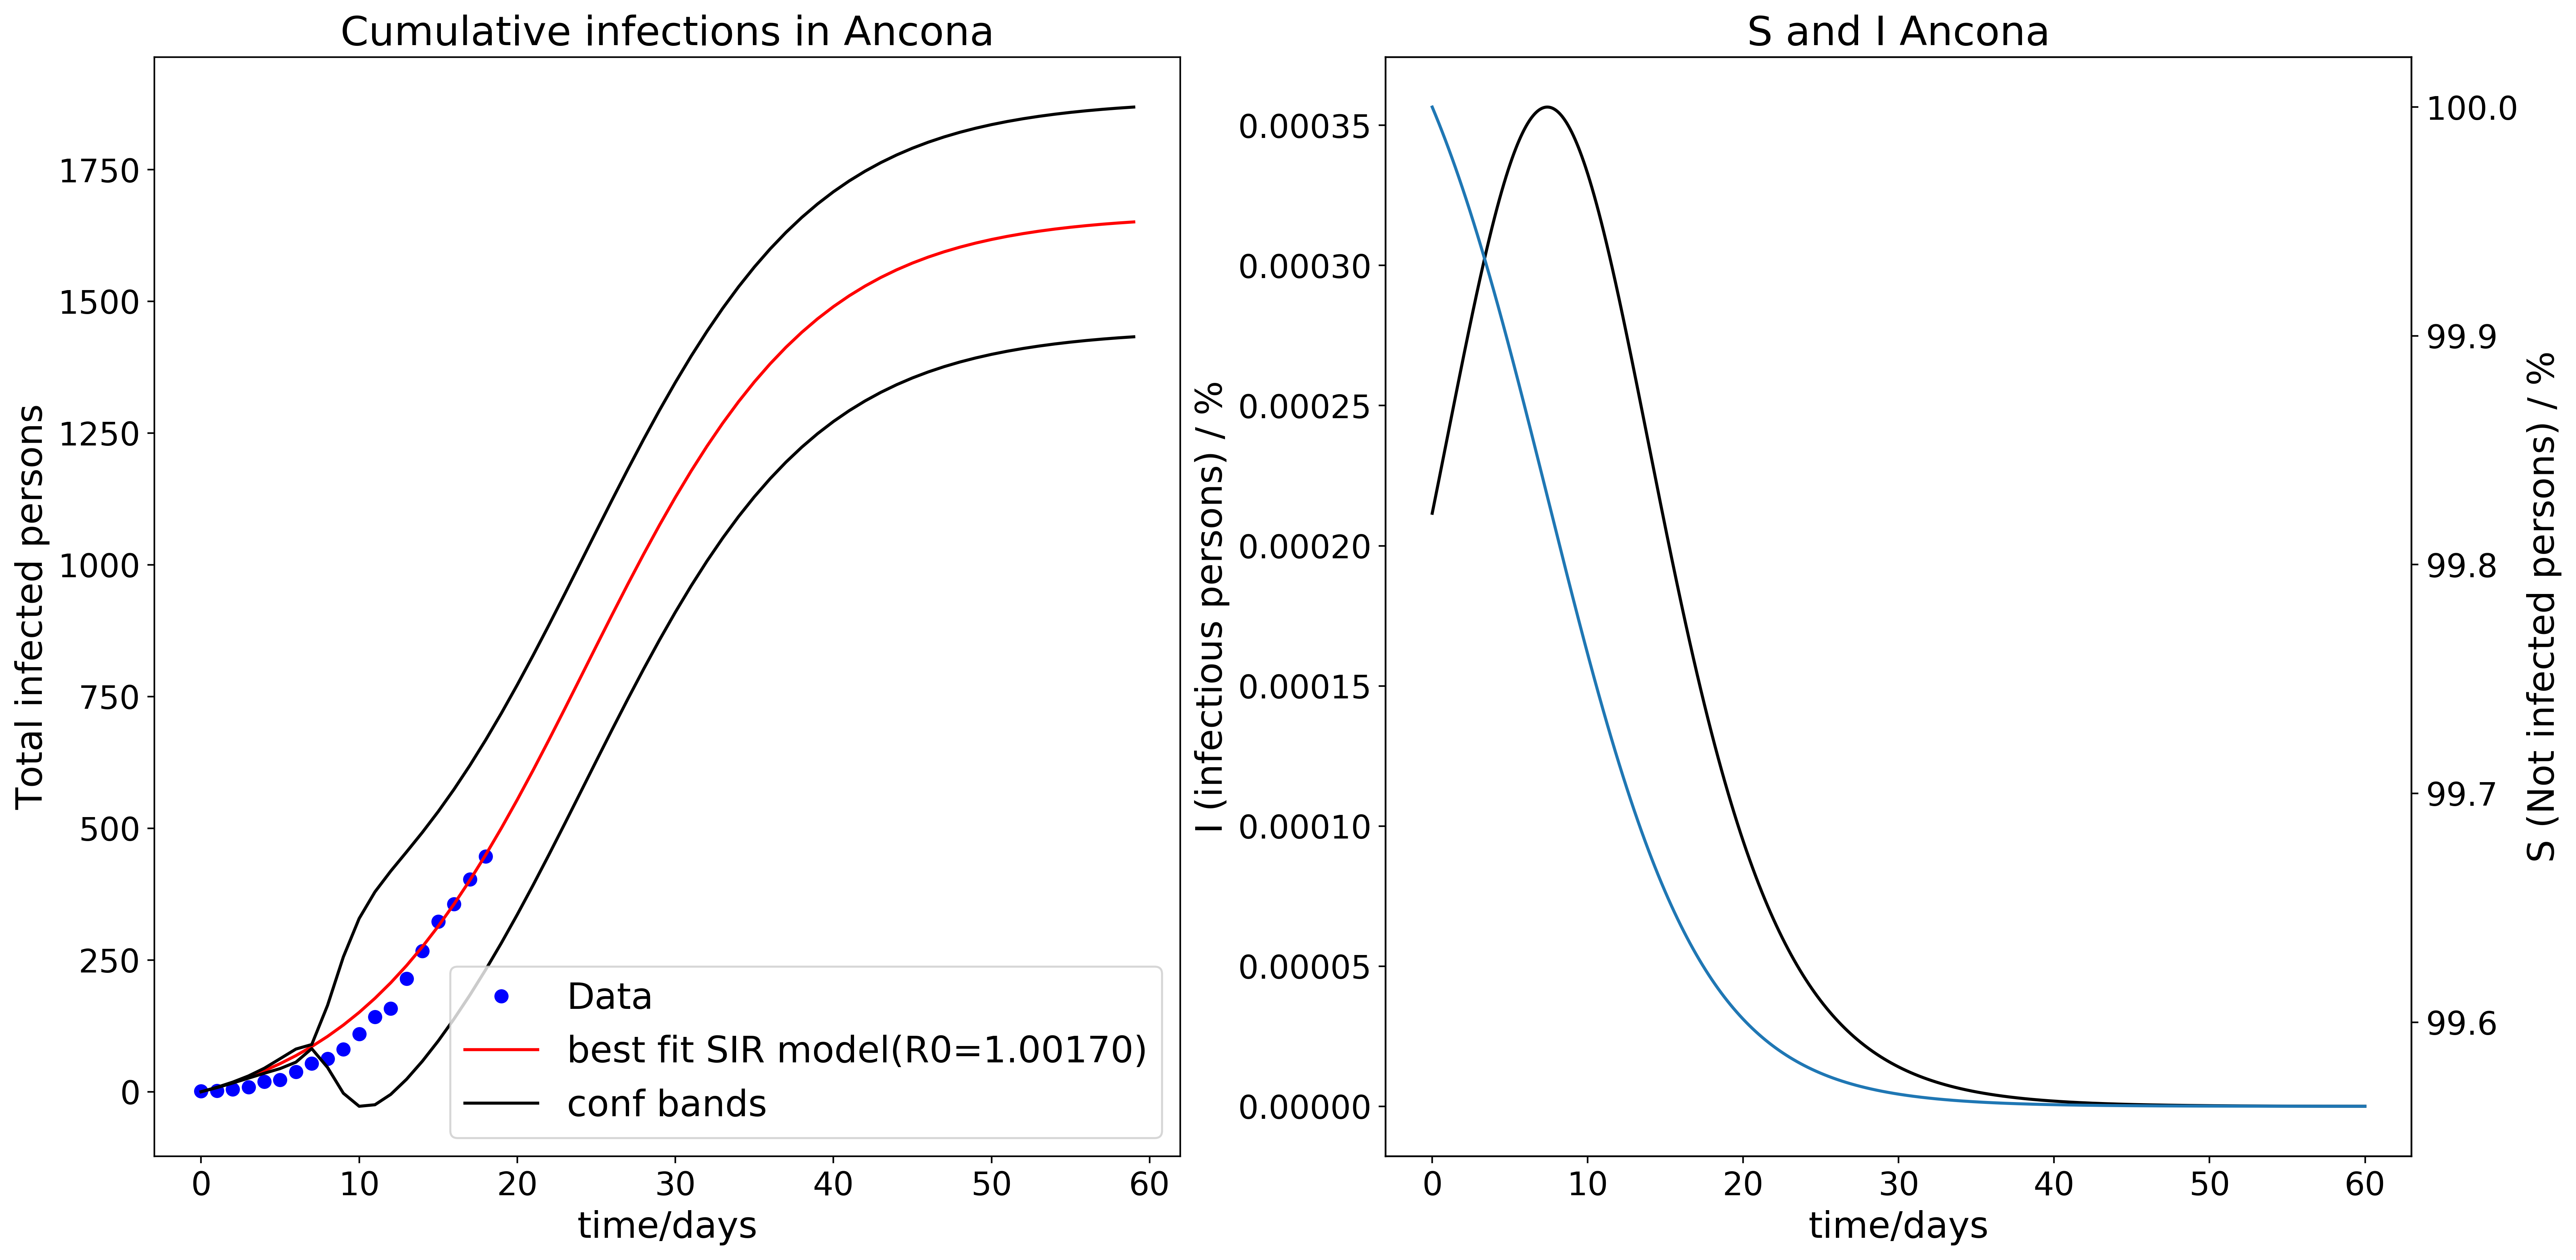 Cumulative infections in Ancona
Total infected persons
1750
1500
1250
1000
750
500
250
0
0 10 20 30 40 50 60
time/days
Data
best fit SIR model(R0=1.00170)
conf bands
S and I Ancona
I (infectious persons) / %
0.00035
0.00030
0.00025
0.00020
0.00015
0.00010
0.00005
0.00000
0 10 20 30 40 50 60
time/days
100.0
99.9
99.8
99.7
99.6
S (Not infected persons) / %